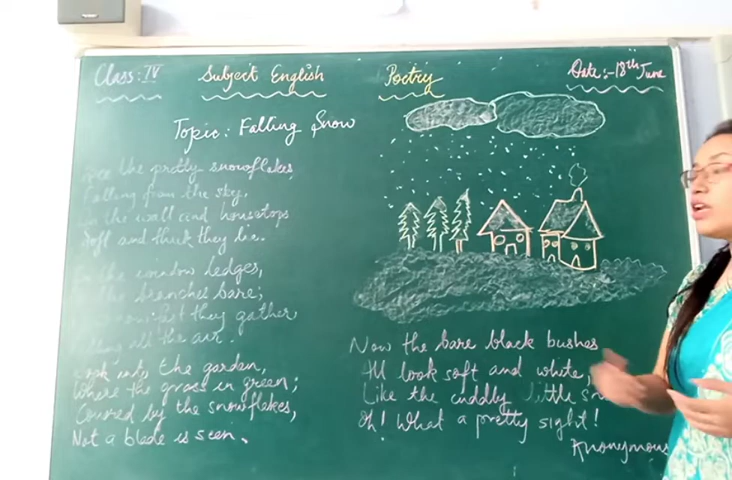 Class: IV
Subject English
Poetry
Date:- 18th June
Topic: Falling Snow
the pretty snowflakes,
Falling from the sky.
On the wall and housetops
Soft and thick they lie.
the window ledges,
the branches bare;
they gather
all the air.
Look into the garden,
Where the grass is green;
Covered by the snowflakes,
Not a blade is seen.
Now the bare black bushes
All look soft and white,
Like the cuddly little
Oh! What a pretty sight!
Knonymous